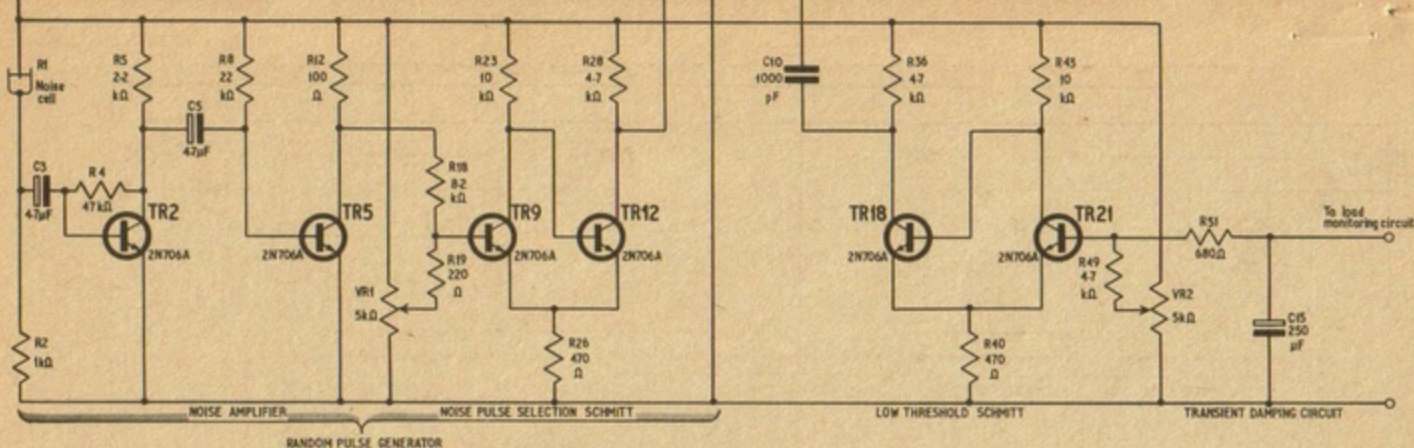 R1
Noise
cell
R5
2·2
kΩ
R8
22
kΩ
R12
100
Ω
R23
10
kΩ
R28
4·7
kΩ
C10
1000
pF
R36
4·7
kΩ
R43
10
kΩ
C5
47µF
C3
47µF
R4
47kΩ
TR2
2N706A
TR5
2N706A
R18
8·2
kΩ
TR9
2N706A
TR12
2N706A
TR18
2N706A
TR21
2N706A
R51
680Ω
To load
monitoring circuit
R19
220
Ω
VR1
5kΩ
R49
4·7
kΩ
VR2
5kΩ
C15
250
µF
R2
1kΩ
R26
470
Ω
R40
470
Ω
NOISE AMPLIFIER
NOISE PULSE SELECTION SCHMITT
LOW THRESHOLD SCHMITT
TRANSIENT DAMPING CIRCUIT
RANDOM PULSE GENERATOR